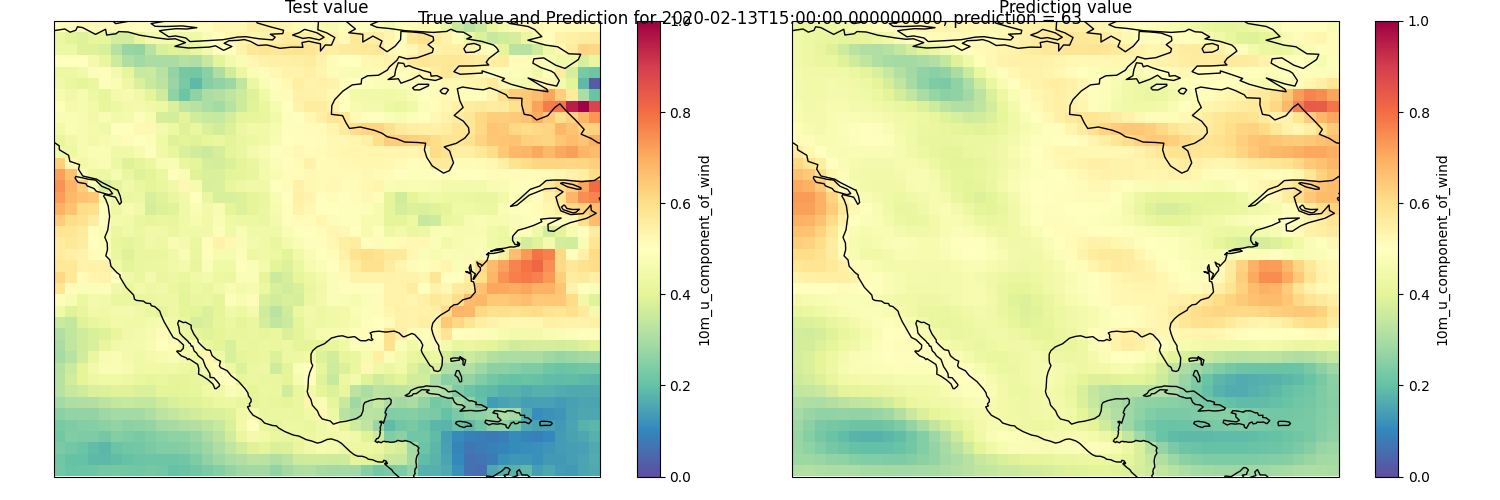 Test value
Prediction value
True value and Prediction for 2020-02-13T15:00:00.000000000, prediction = 63
1.0
0.8
0.6
0.4
0.2
0.0
10m_u_component_of_wind
1.0
0.8
0.6
0.4
0.2
0.0
10m_u_component_of_wind